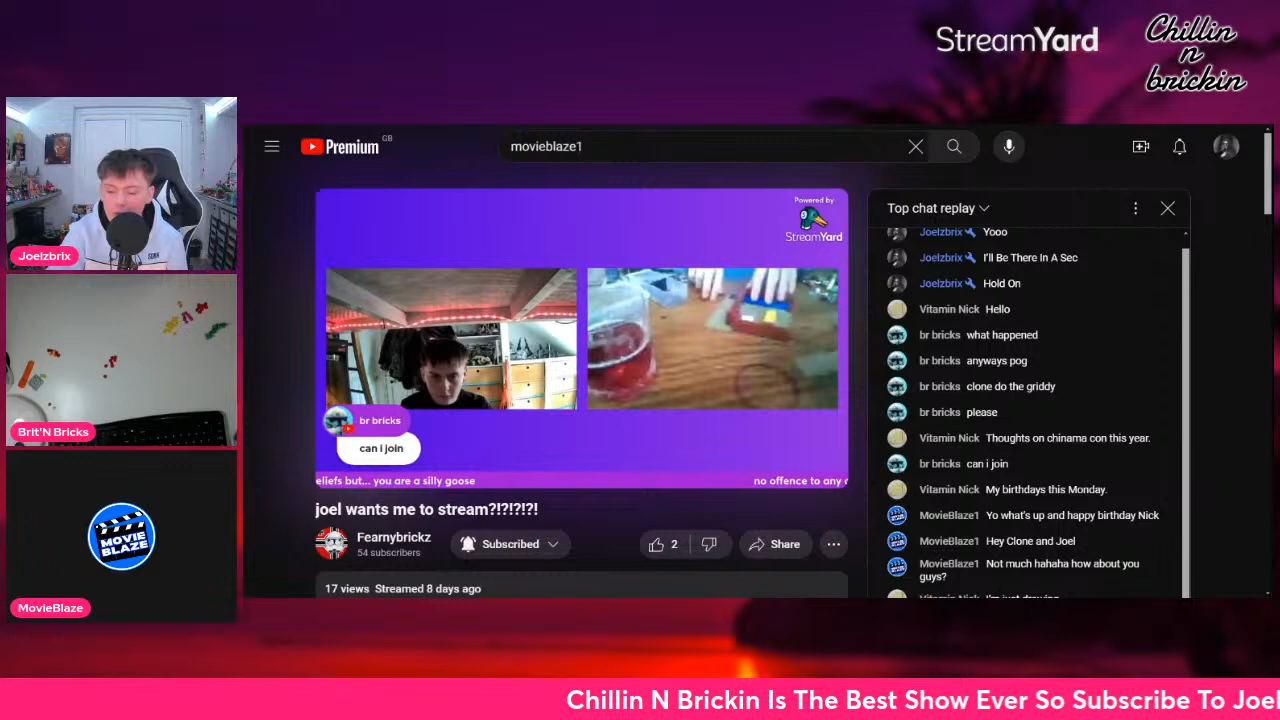 StreamYard
Chillin
n
brickin
Joelzbrix
Brit'N Bricks
MOVIE
BLAZE
MovieBlaze
Premium
GB
movieblaze1
Powered by
StreamYard
br bricks
can i join
eliefs but... you are a silly goose
no offence to any
joel wants me to stream?!?!?!?!
Fearnybrickz
54 subscribers
Subscribed
2
Share
17 views Streamed 8 days ago
Top chat replay
Joelzbrix Yooo
Joelzbrix I'll Be There In A Sec
Joelzbrix Hold On
Vitamin Nick Hello
br bricks what happened
br bricks anyways pog
br bricks clone do the griddy
br bricks please
Vitamin Nick Thoughts on chinama con this year.
br bricks can i join
Vitamin Nick My birthdays this Monday.
MovieBlaze1 Yo what's up and happy birthday Nick
MovieBlaze1 Hey Clone and Joel
MovieBlaze1 Not much hahaha how about you
guys?
Vitamin Nick I'm just drawing
Chillin N Brickin Is The Best Show Ever So Subscribe To Joel